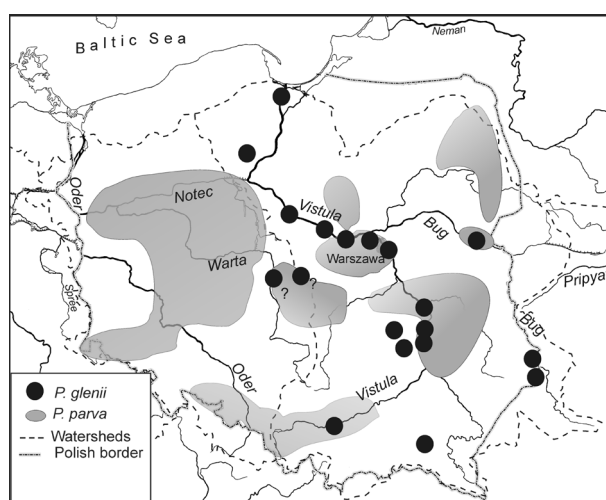 Baltic Sea
Neman
Oder
Notec
Vistula
Bug
Warszawa
Warta
?
?
Pripya
Spree
Bug
Oder
Vistula
P. glenii
P. parva
Watersheds
Polish border